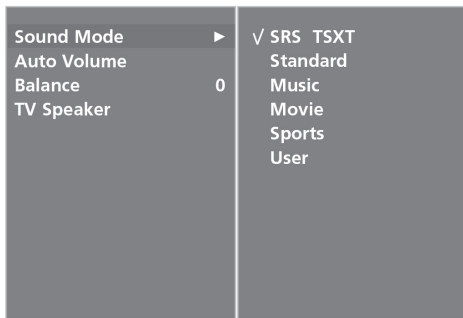 Sound Mode ►
Auto Volume
Balance 0
TV Speaker
√ SRS TSXT
Standard
Music
Movie
Sports
User